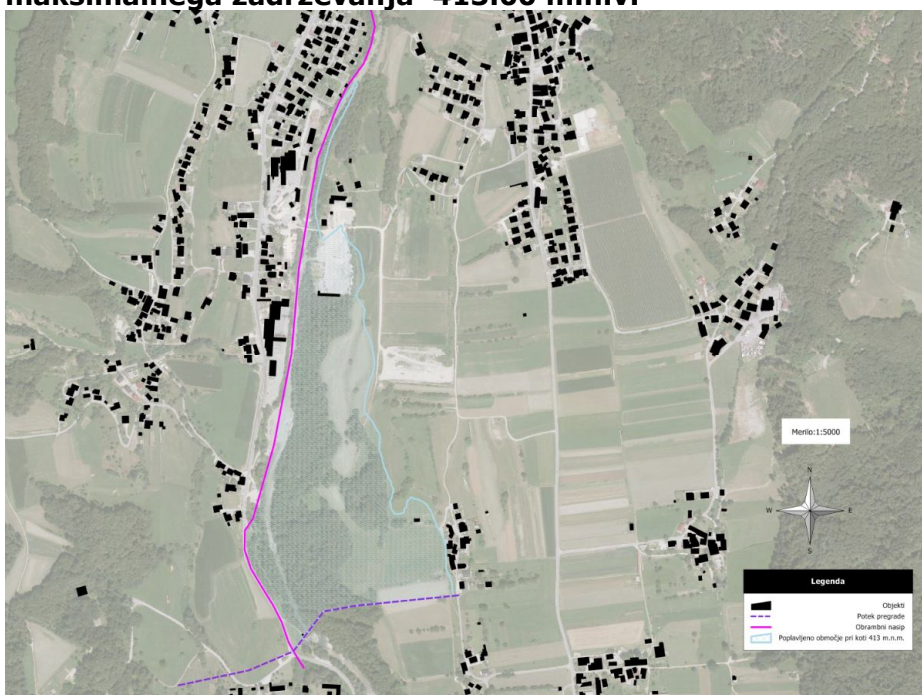 maksimalnega zadrževanja 413.00 m.n.v.
Merilo:1:5000
N
W
E
S
Legenda
Objekti
Potek pregrade
Obrambni nasip
Poplavljeno območje pri koti 413 m.n.m.